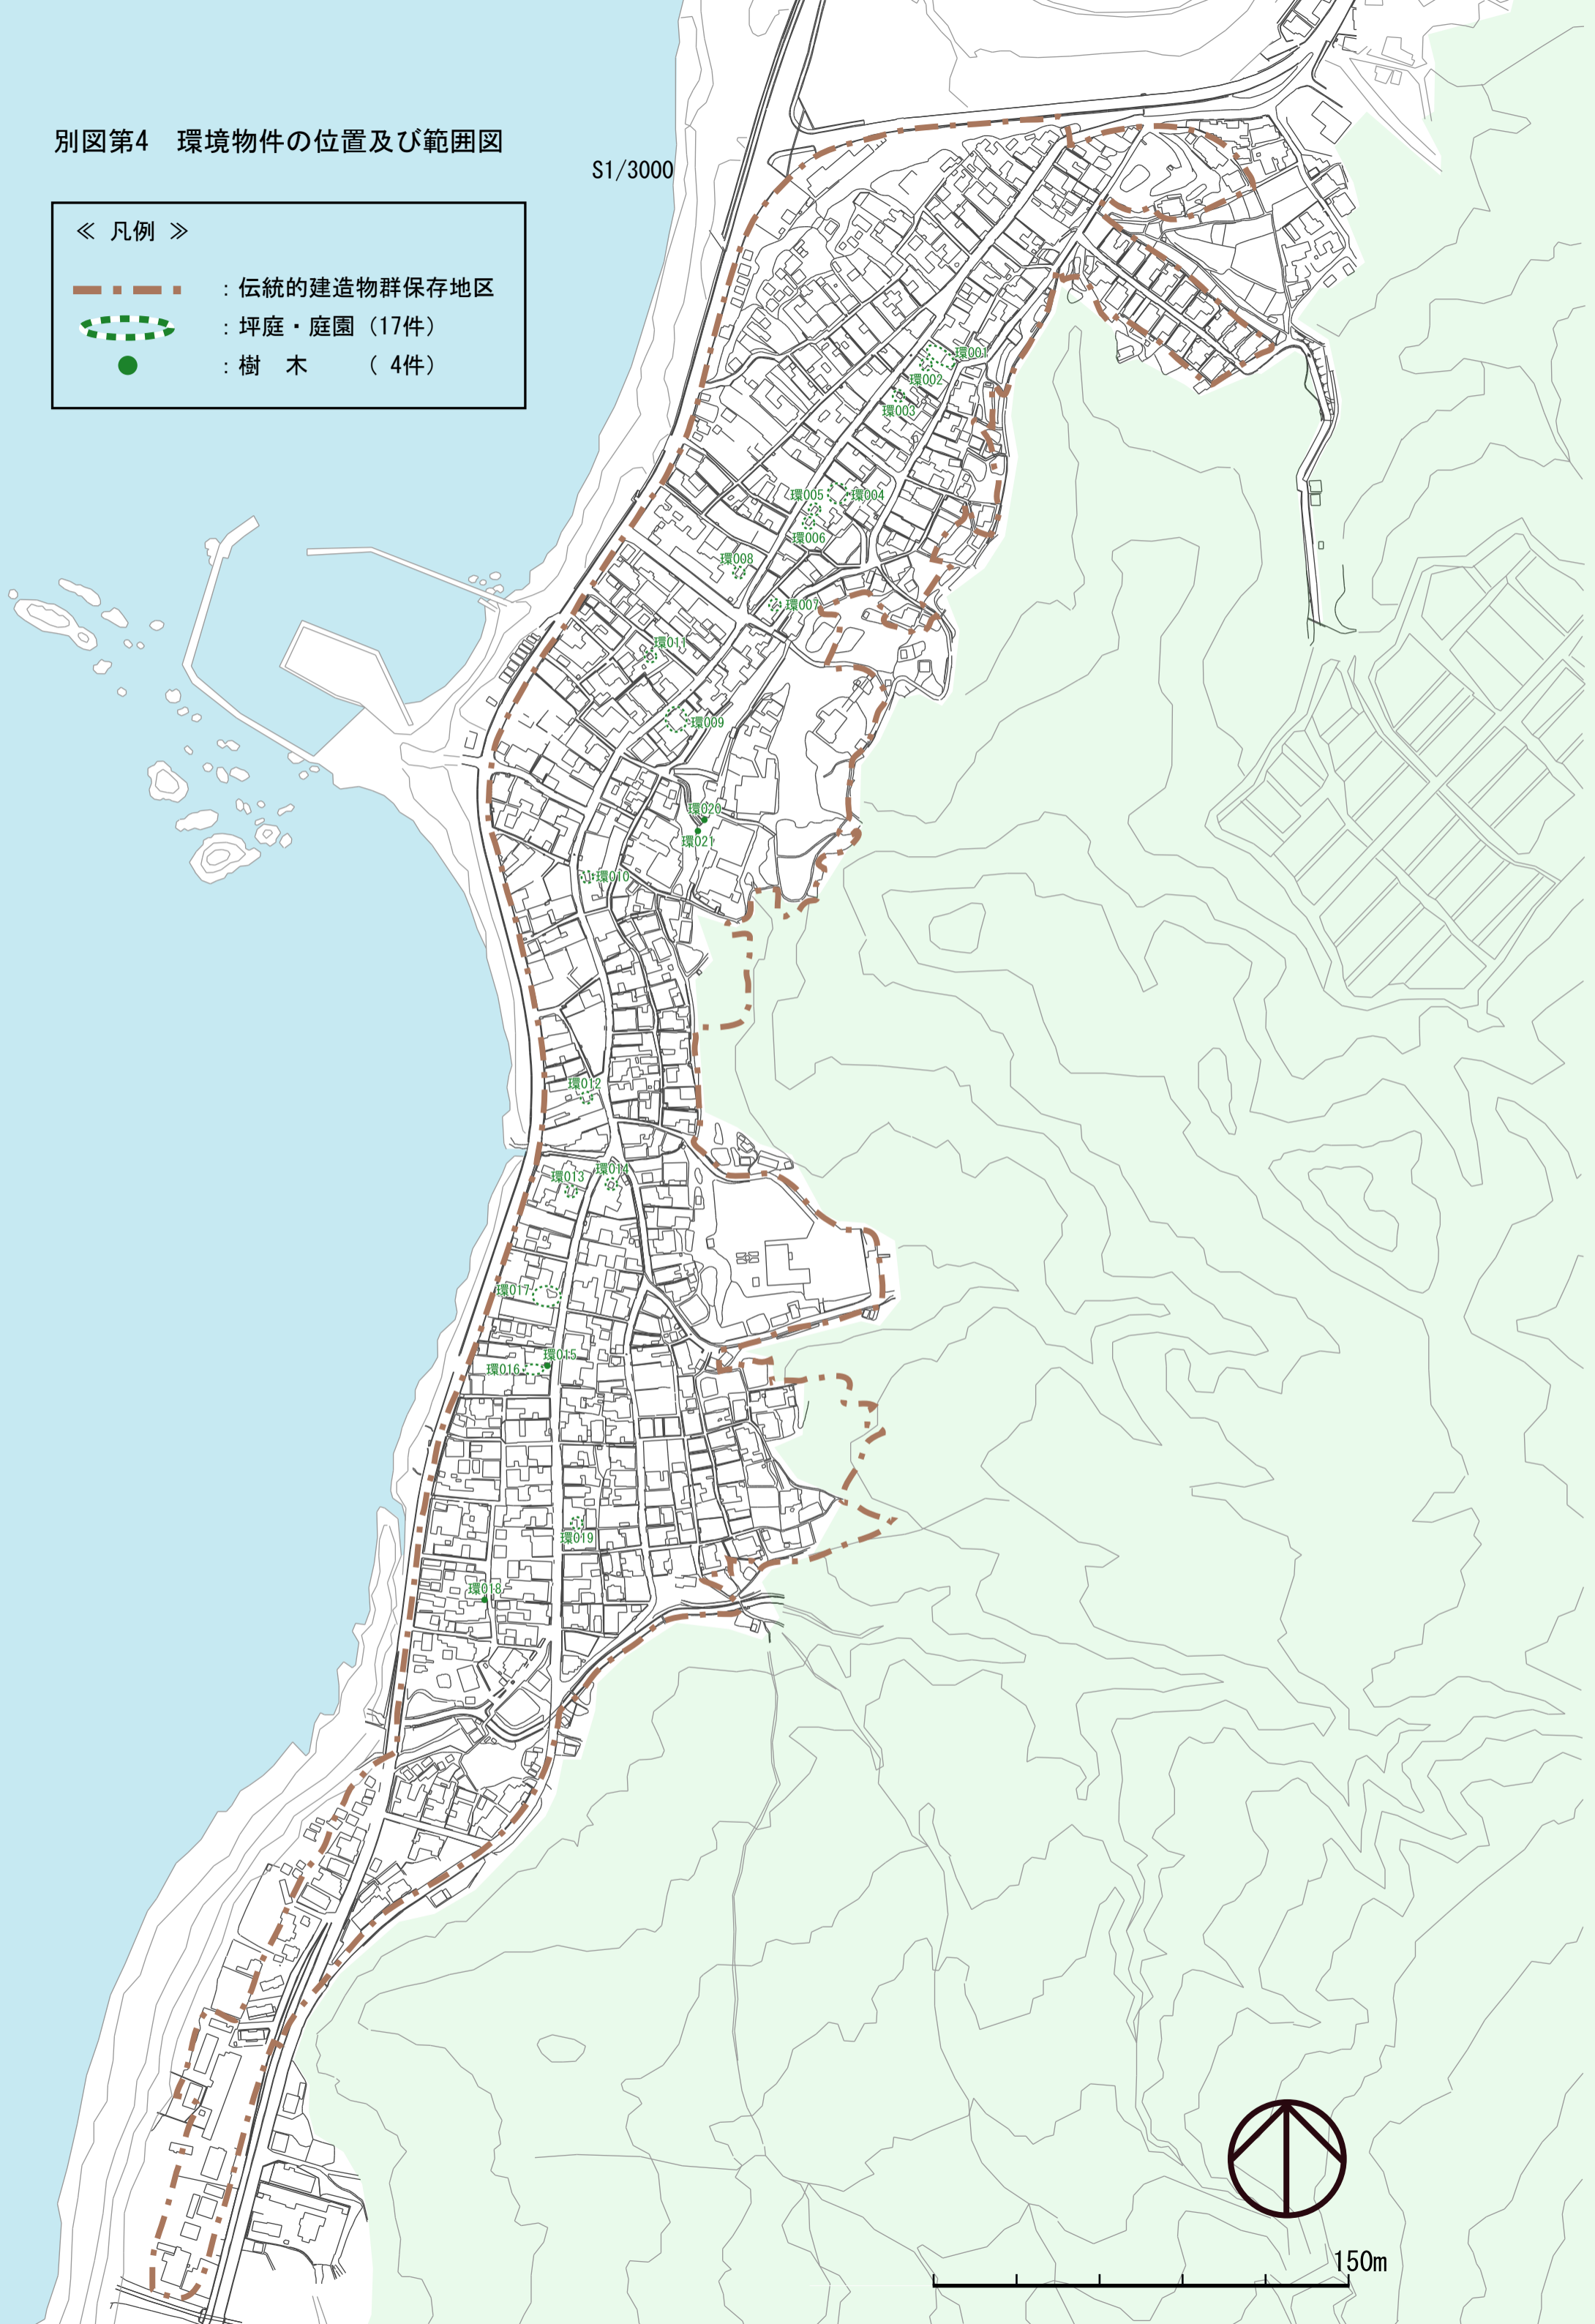 別図第4　環境物件の位置及び範囲図
S1/3000
≪ 凡例 ≫
：伝統的建造物群保存地区
：坪庭・庭園（17件）
：樹　木　　（ 4件）
環001
環002
環003
環005
環004
環006
環008
環007
環011
環009
環020
環021
環010
環012
環014
環013
環017
環015
環016
環019
環018
150m